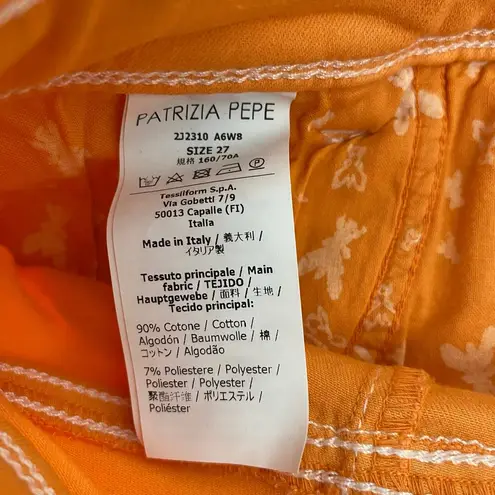 PATRIZIA PEPE
2J2310 A6W8
SIZE 27
規格 160/70A
Tessilform S.p.A.
Via Gobetti 7/9
50013 Capalle (FI)
Italia
Made in Italy / 義大利 /
イタリア製
Tessuto principale / Main
fabric / TEJIDO /
Hauptgewebe / 面料 / 生地 /
Tecido principal:
90% Cotone / Cotton /
Algodón / Baumwolle / 棉 /
コットン / Algodão
7% Poliestere / Polyester /
Poliester / Polyester /
聚酯纤维 / ポリエステル /
Poliéster